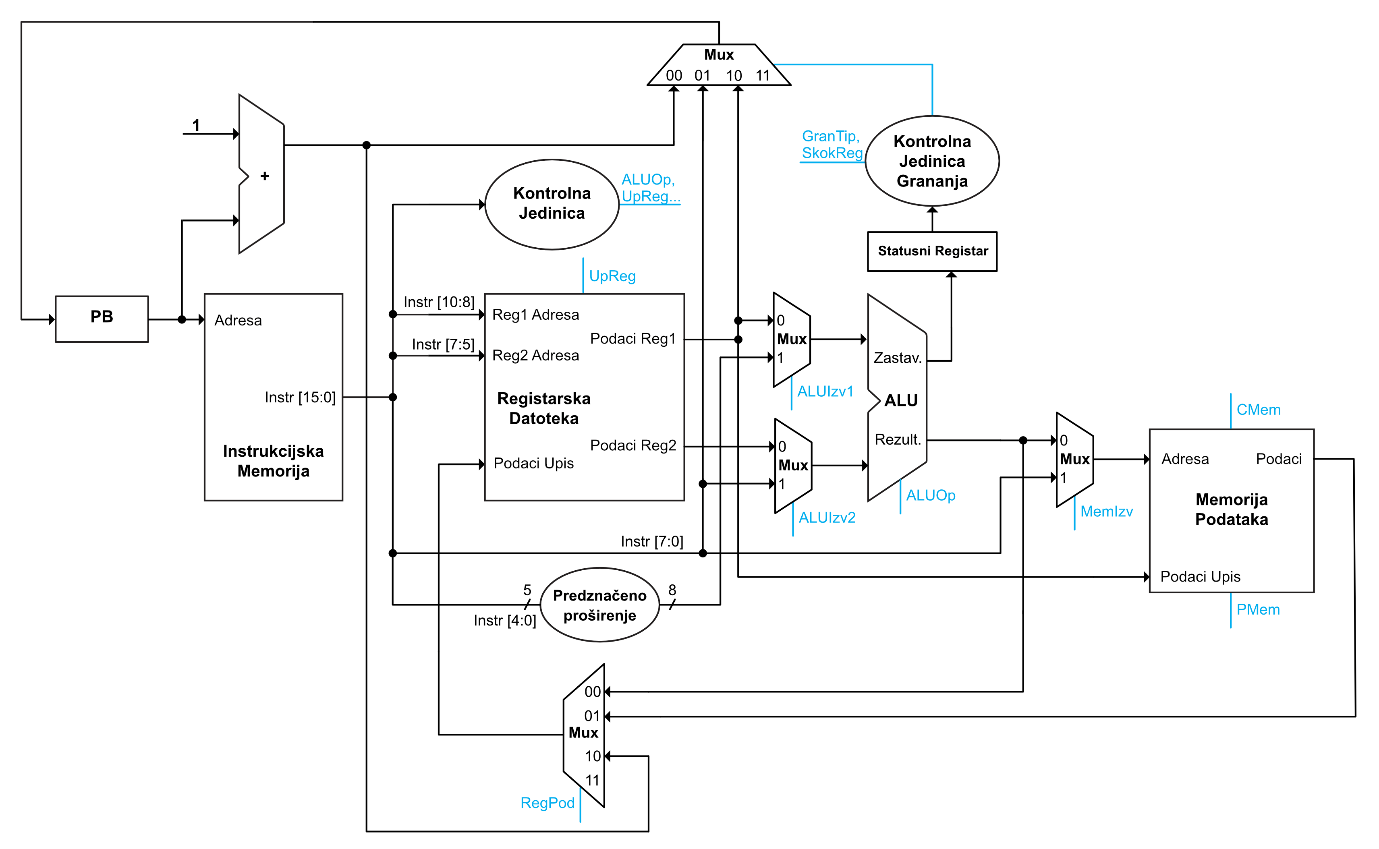 Mux
00 01 10 11
1
+
GranTip,
SkokReg
Kontrolna
Jedinica
Grananja
Kontrolna
Jedinica
ALUOp,
UpReg...
Statusni Registar
UpReg
PB
Adresa
Instr [15:0]
Instrukcijska
Memorija
Instr [10:8]
Instr [7:5]
Reg1 Adresa
Reg2 Adresa
Podaci Reg1
Registarska
Datoteka
Podaci Reg2
Podaci Upis
0
Mux
1
ALUIzv1
0
Mux
1
ALUIzv2
Zastav.
ALU
Rezult.
ALUOp
0
Mux
1
MemIzv
CMem
Adresa
Podaci
Memorija
Podataka
Podaci Upis
PMem
Instr [7:0]
5
Instr [4:0]
Predznačeno
proširenje
8
00
01
Mux
10
11
RegPod